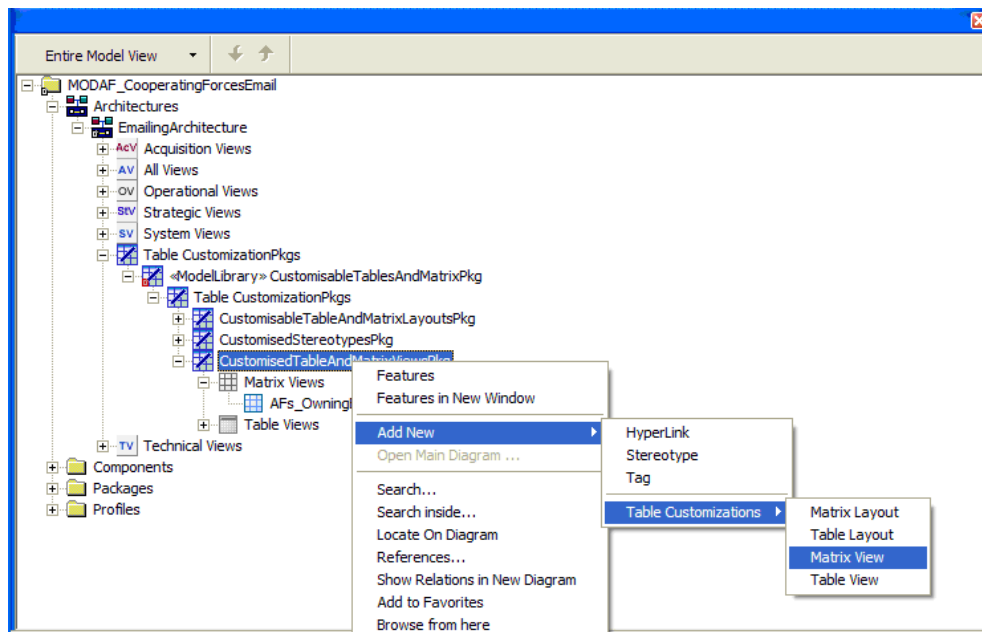 Entire Model View
MODAF_CooperatingForcesEmail
Architectures
EmailingArchitecture
AcV Acquisition Views
AV All Views
OV Operational Views
StV Strategic Views
SV System Views
Table CustomizationPkgs
«ModelLibrary» CustomisableTablesAndMatrixPkg
Table CustomizationPkgs
CustomisableTableAndMatrixLayoutsPkg
CustomisedStereotypesPkg
CustomisedTableAndMatrixViewsPkg
Matrix Views
AFs_Owning
Table Views
TV Technical Views
Components
Packages
Profiles
Features
Features in New Window
Add New
Open Main Diagram ...
Search...
Search inside...
Locate On Diagram
References...
Show Relations in New Diagram
Add to Favorites
Browse from here
HyperLink
Stereotype
Tag
Table Customizations
Matrix Layout
Table Layout
Matrix View
Table View